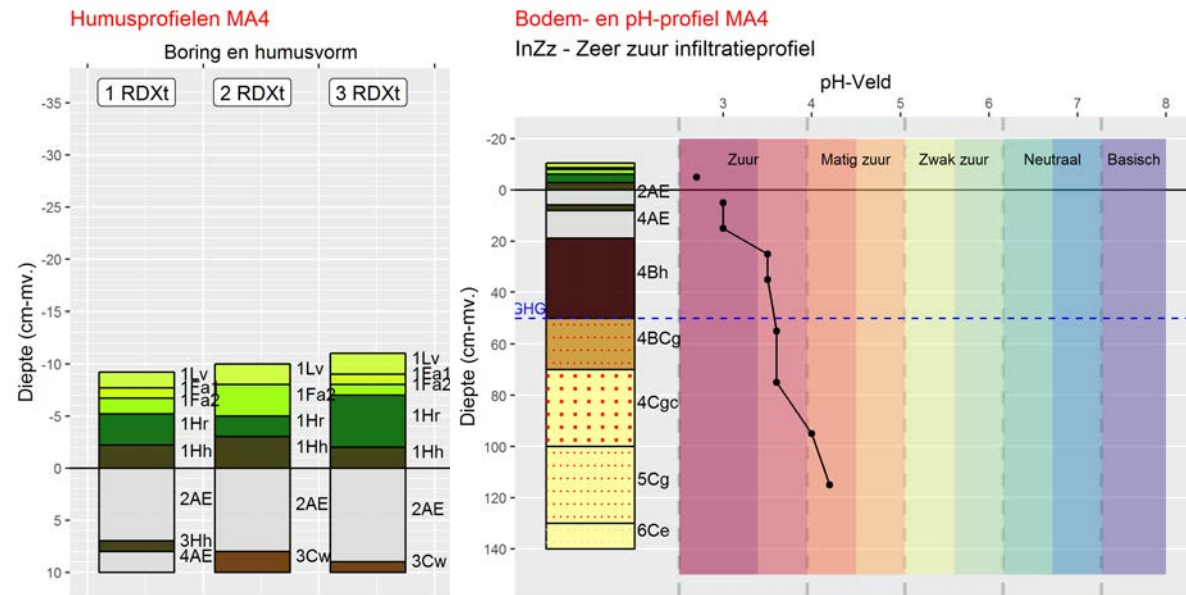 Humusprofielen MA4
Boring en humusvorm
1 RDXt
2 RDXt
3 RDXt
Diepte (cm-mv.)
-35
-30
-25
-20
-15
-10
-5
0
5
10
1Lv
1Fa1
1Fa2
1Hr
1Hh
2AE
3Hh
4AE
1Lv
1Fa2
1Hr
1Hh
2AE
3Cw
1Lv
1Fa1
1Fa2
1Hr
1Hh
2AE
3Cw
Bodem- en pH-profiel MA4
InZz - Zeer zuur infiltratieprofiel
pH-Veld
3 4 5 6 7 8
Zuur Matig zuur Zwak zuur Neutraal Basisch
Diepte (cm-mv.)
-20
0
20
40
60
80
100
120
140
GHG
2AE
4AE
4Bh
4BCg
4Cgc
5Cg
6Ce